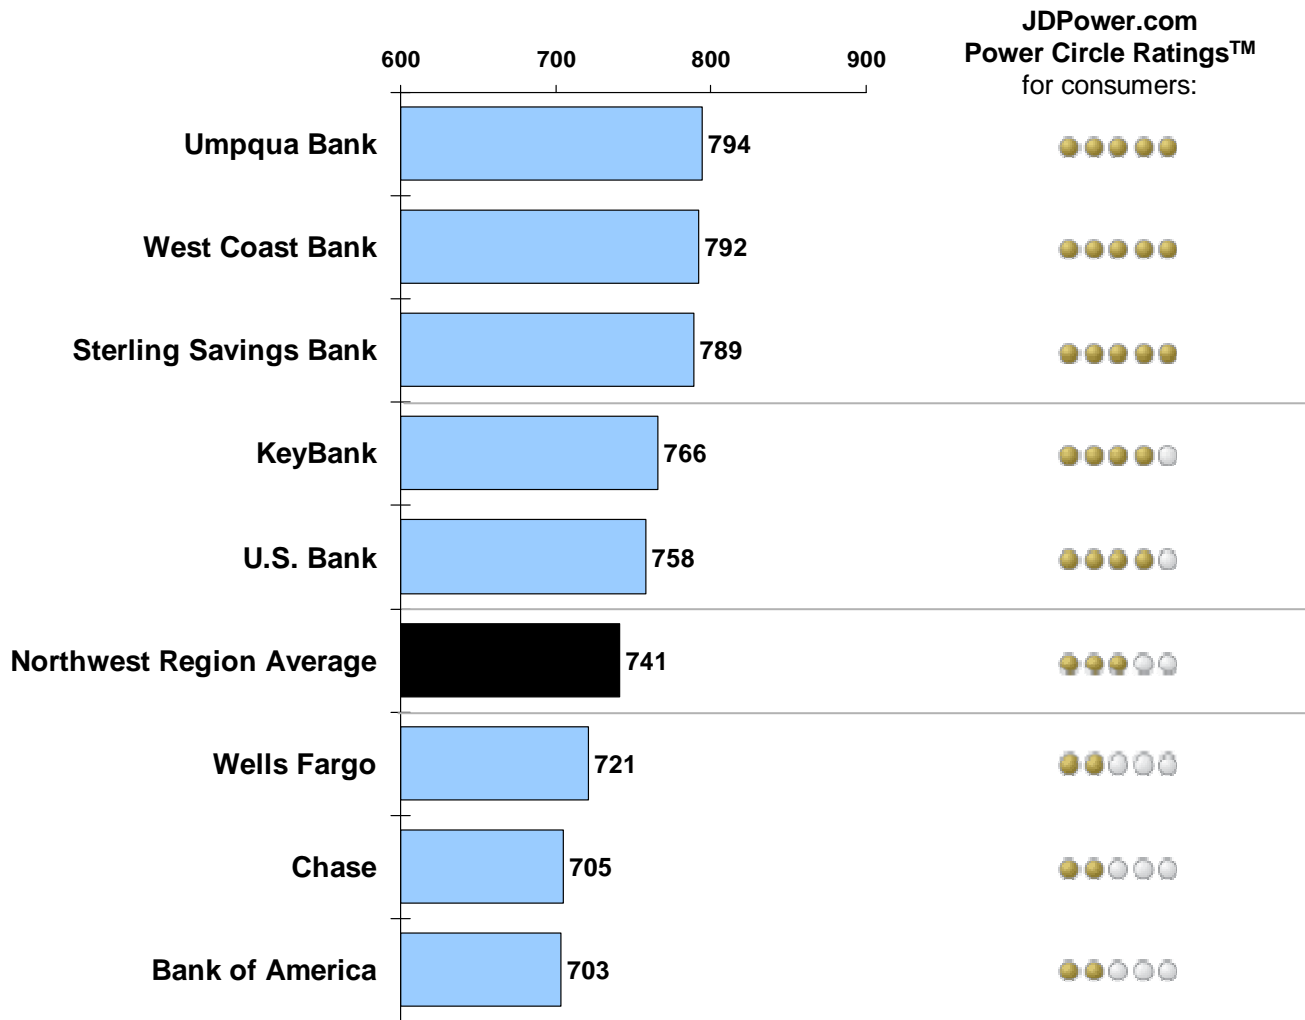 JDPower.com
Power Circle Ratings™
for consumers:
600 700 800 900
Umpqua Bank 794
West Coast Bank 792
Sterling Savings Bank 789
KeyBank 766
U.S. Bank 758
Northwest Region Average 741
Wells Fargo 721
Chase 705
Bank of America 703